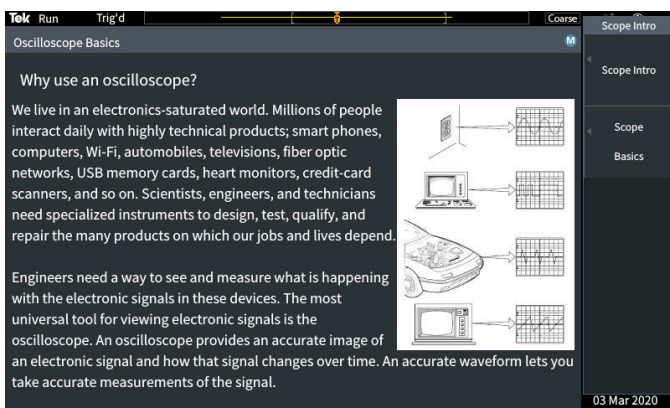 Tek Run Trig'd Coarse
Scope Intro
Oscilloscope Basics M
Why use an oscilloscope?
We live in an electronics-saturated world. Millions of people
interact daily with highly technical products; smart phones,
computers, Wi-Fi, automobiles, televisions, fiber optic
networks, USB memory cards, heart monitors, credit-card
scanners, and so on. Scientists, engineers, and technicians
need specialized instruments to design, test, qualify, and
repair the many products on which our jobs and lives depend.
Engineers need a way to see and measure what is happening
with the electronic signals in these devices. The most
universal tool for viewing electronic signals is the
oscilloscope. An oscilloscope provides an accurate image of
an electronic signal and how that signal changes over time. An accurate waveform lets you
take accurate measurements of the signal.
Scope Intro
Scope
Basics
03 Mar 2020